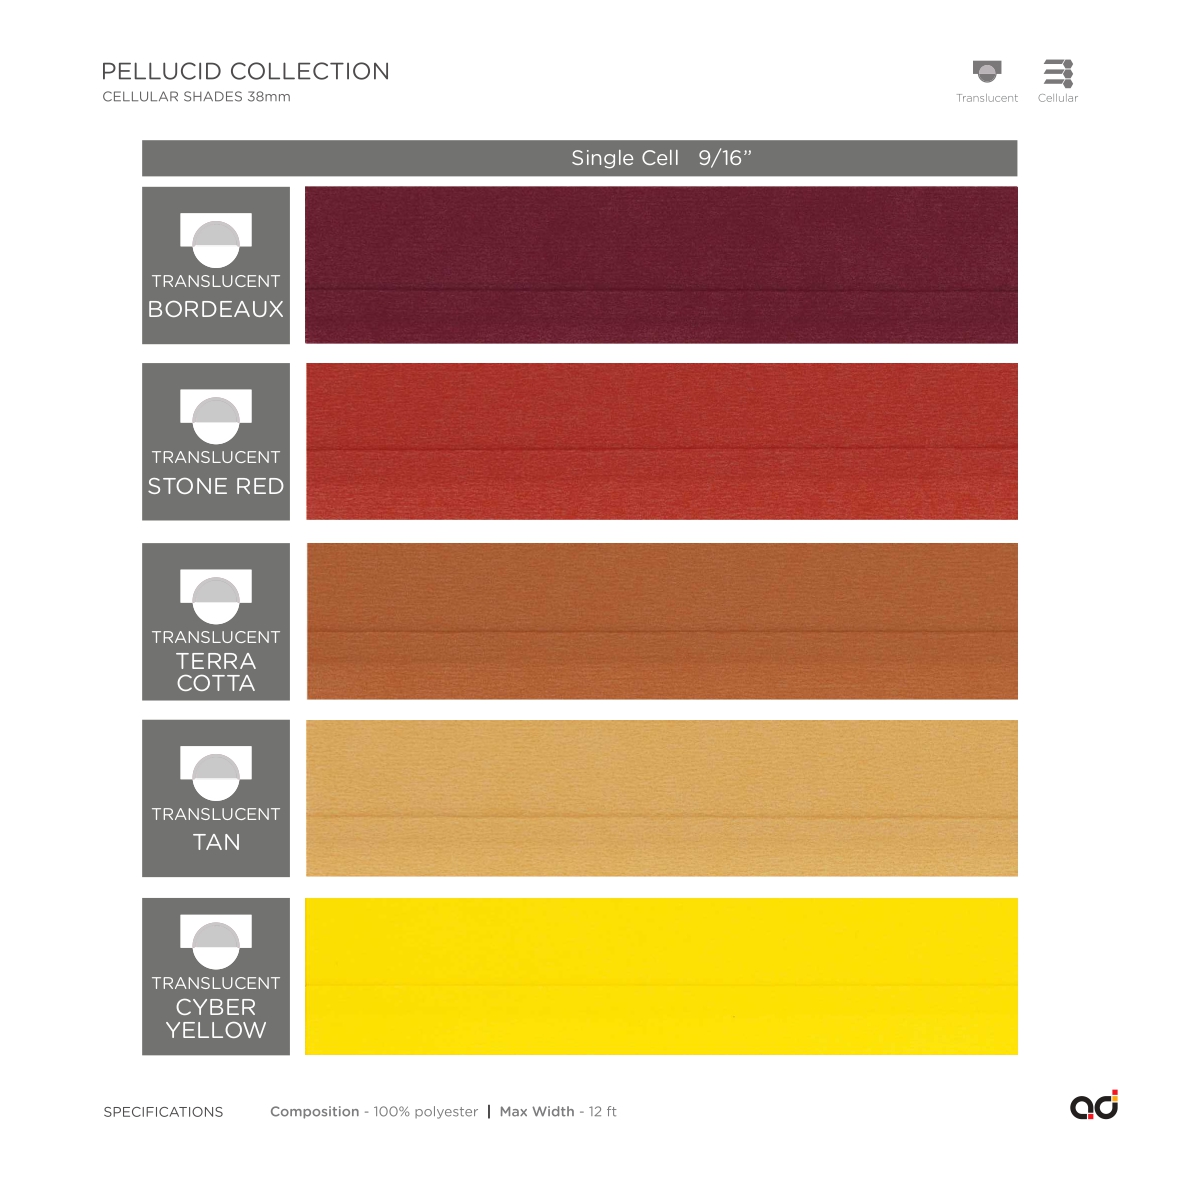 PELLUCID COLLECTION
CELLULAR SHADES 38mm
Translucent
Cellular
Single Cell 9/16”
TRANSLUCENT
BORDEAUX
TRANSLUCENT
STONE RED
TRANSLUCENT
TERRA
COTTA
TRANSLUCENT
TAN
TRANSLUCENT
CYBER
YELLOW
SPECIFICATIONS
Composition - 100% polyester | Max Width - 12 ft
ad